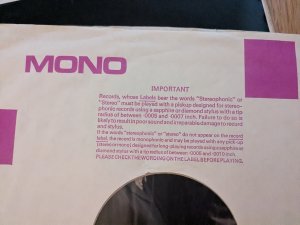 MONO
IMPORTANT
Records, whose Labels bear the words "Stereophonic" or
"Stereo" must be played with a pickup designed for stereo-
phonic records using a sapphire or diamond stylus with a tip
radius of between ·0005 and ·0007 inch. Failure to do so is
likely to result in poor sound and irreparable damage to record
and stylus.
If the words "stereophonic" or "stereo" do not appear on the record
label, the record is monophonic and may be played with any pick-up
(stereo or mono) designed for long-playing records using a sapphire or
diamond stylus with a tip radius of between ·0005 and ·0010 inch.
PLEASE CHECK THE WORDING ON THE LABEL BEFORE PLAYING.